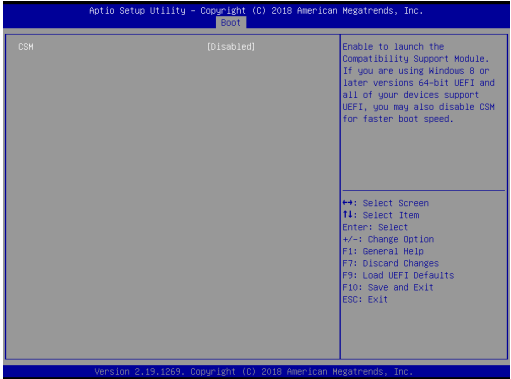 Aptio Setup Utility - Copyright (C) 2018 American Megatrends, Inc.
Boot
CSM [Disabled]
Enable to launch the
Compatibility Support Module.
If you are using Windows 8 or
later versions 64-bit UEFI and
all of your devices support
UEFI, you may also disable CSM
for faster boot speed.
↔: Select Screen
↑↓: Select Item
Enter: Select
+/-: Change Option
F1: General Help
F7: Discard Changes
F9: Load UEFI Defaults
F10: Save and Exit
ESC: Exit
Version 2.19.1269. Copyright (C) 2018 American Megatrends, Inc.